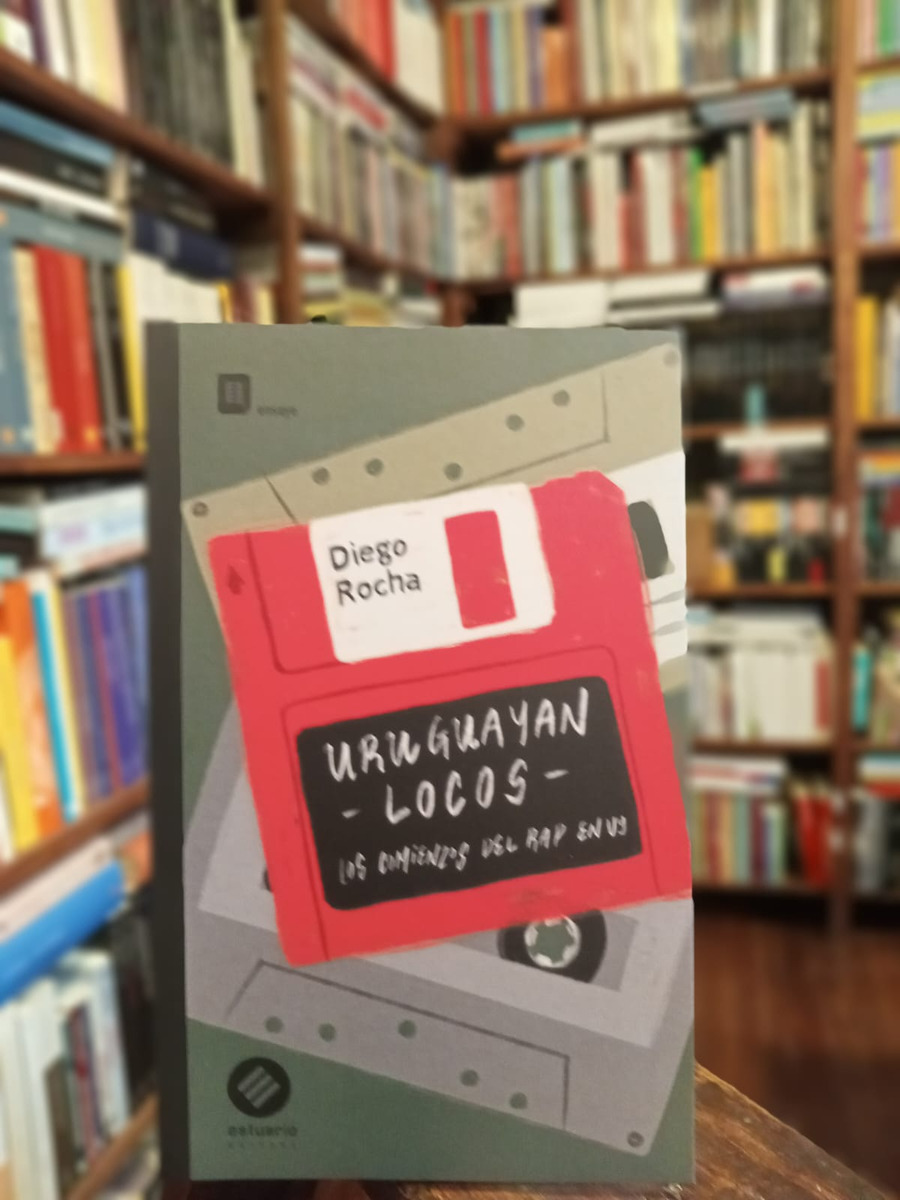 ensayo
Diego
Rocha
URUGUAYAN
- LOCOS -
LOS COMIENZOS DEL RAP EN UY
estuario
EDITORA